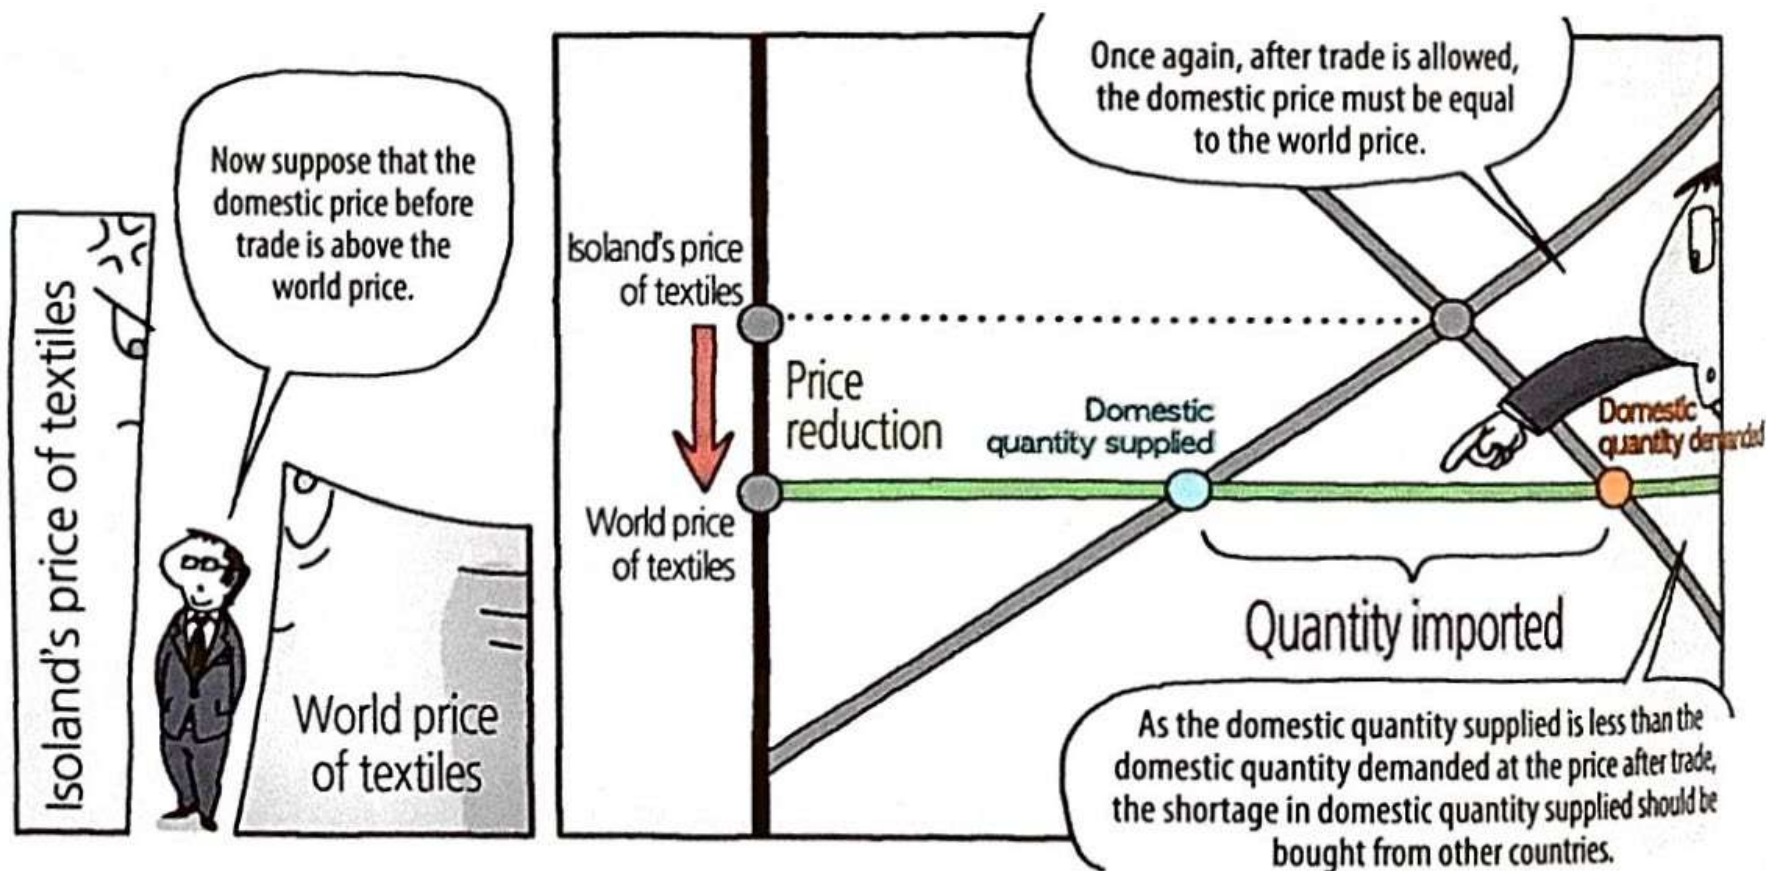 Now suppose that the
domestic price before
trade is above the
world price.
Isoland's price of textiles
World price
of textiles
Once again, after trade is allowed,
the domestic price must be equal
to the world price.
Isoland's price
of textiles
Price
reduction
Domestic
quantity supplied
Domestic
quantity demanded
World price
of textiles
Quantity imported
As the domestic quantity supplied is less than the
domestic quantity demanded at the price after trade,
the shortage in domestic quantity supplied should be
bought from other countries.